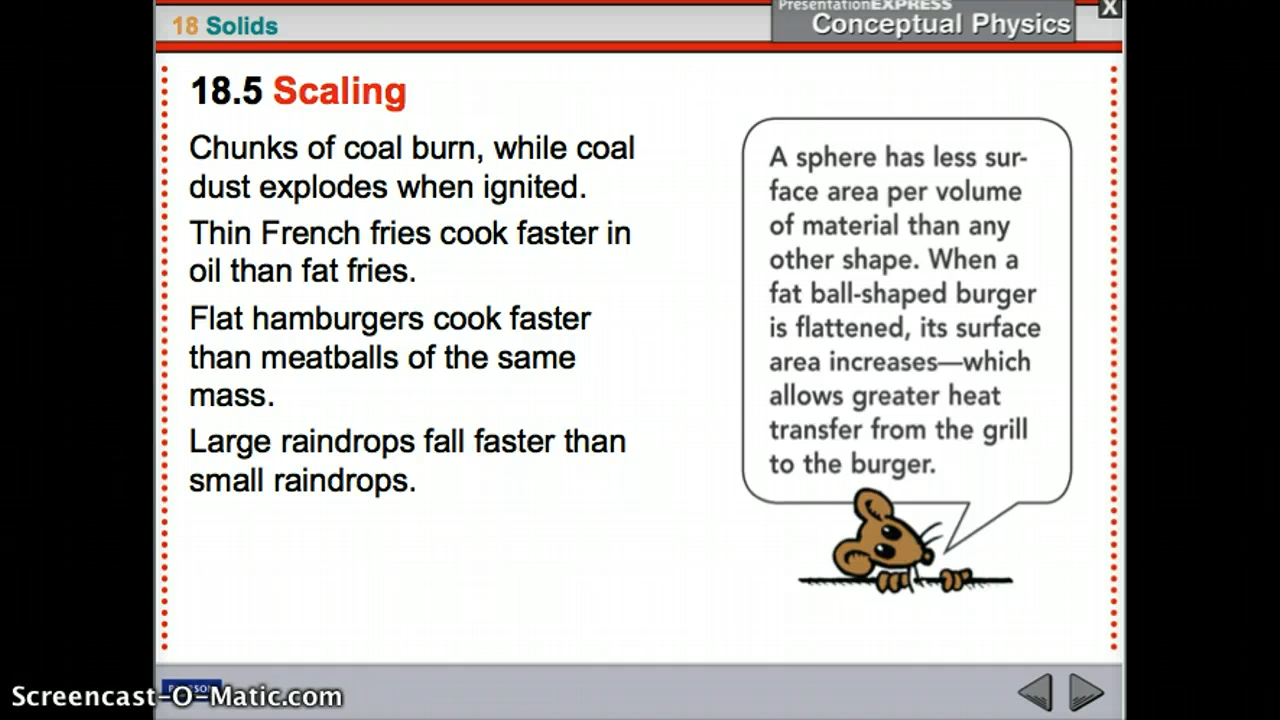 18 Solids
PresentationEXPRESS
Conceptual Physics
X
18.5 Scaling
Chunks of coal burn, while coal
dust explodes when ignited.
Thin French fries cook faster in
oil than fat fries.
Flat hamburgers cook faster
than meatballs of the same
mass.
Large raindrops fall faster than
small raindrops.
A sphere has less sur-
face area per volume
of material than any
other shape. When a
fat ball-shaped burger
is flattened, its surface
area increases—which
allows greater heat
transfer from the grill
to the burger.
PEARSON
Screencast-O-Matic.com